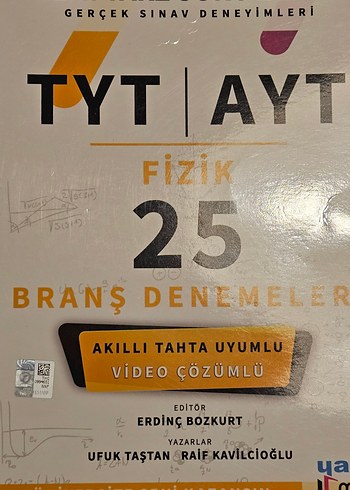 GERÇEK SINAV DENEYİMLERİ
TYT | AYT
FİZİK
25
BRANŞ DENEMELER
AKILLI TAHTA UYUMLU
VİDEO ÇÖZÜMLÜ
EDİTÖR
ERDİNÇ BOZKURT
YAZARLAR
UFUK TAŞTAN RAİF KAVİLCİOĞLU
ya